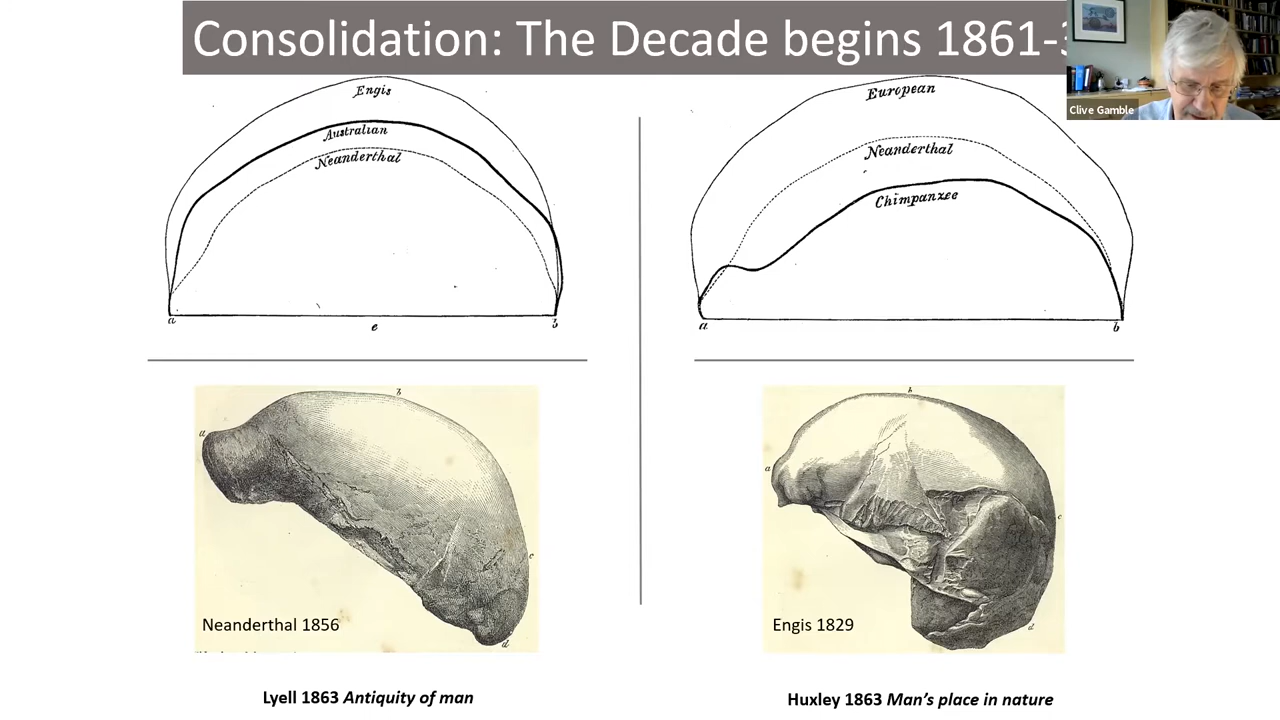 Consolidation: The Decade begins 1861-
Clive Gamble
Engis
Australian
Neanderthal
a
e
b
European
Neanderthal
Chimpanzee
a
b
a
b
c
d
Neanderthal 1856
a
b
c
d
Engis 1829
Lyell 1863 Antiquity of man
Huxley 1863 Man's place in nature